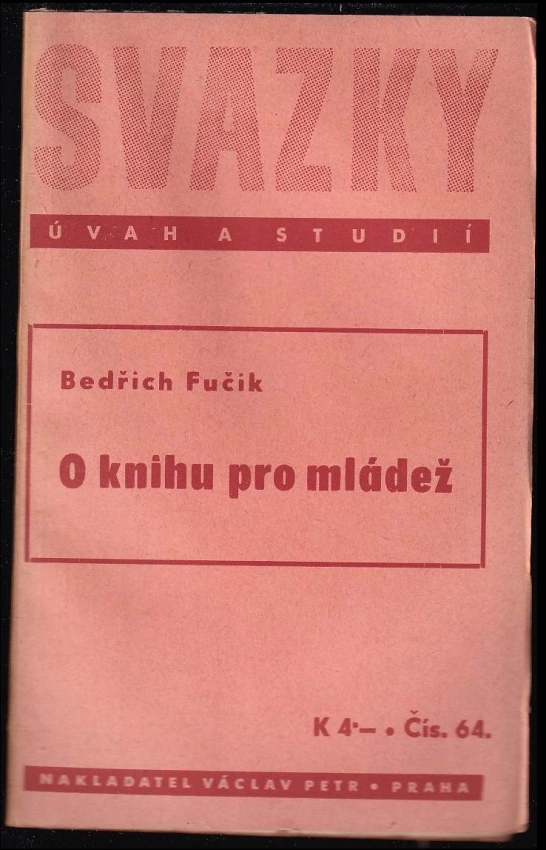 SVAZKY
ÚVAH A STUDIÍ
Bedřich Fučík
O knihu pro mládež
K 4·— • Čís. 64.
NAKLADATEL VÁCLAV PETR • PRAHA